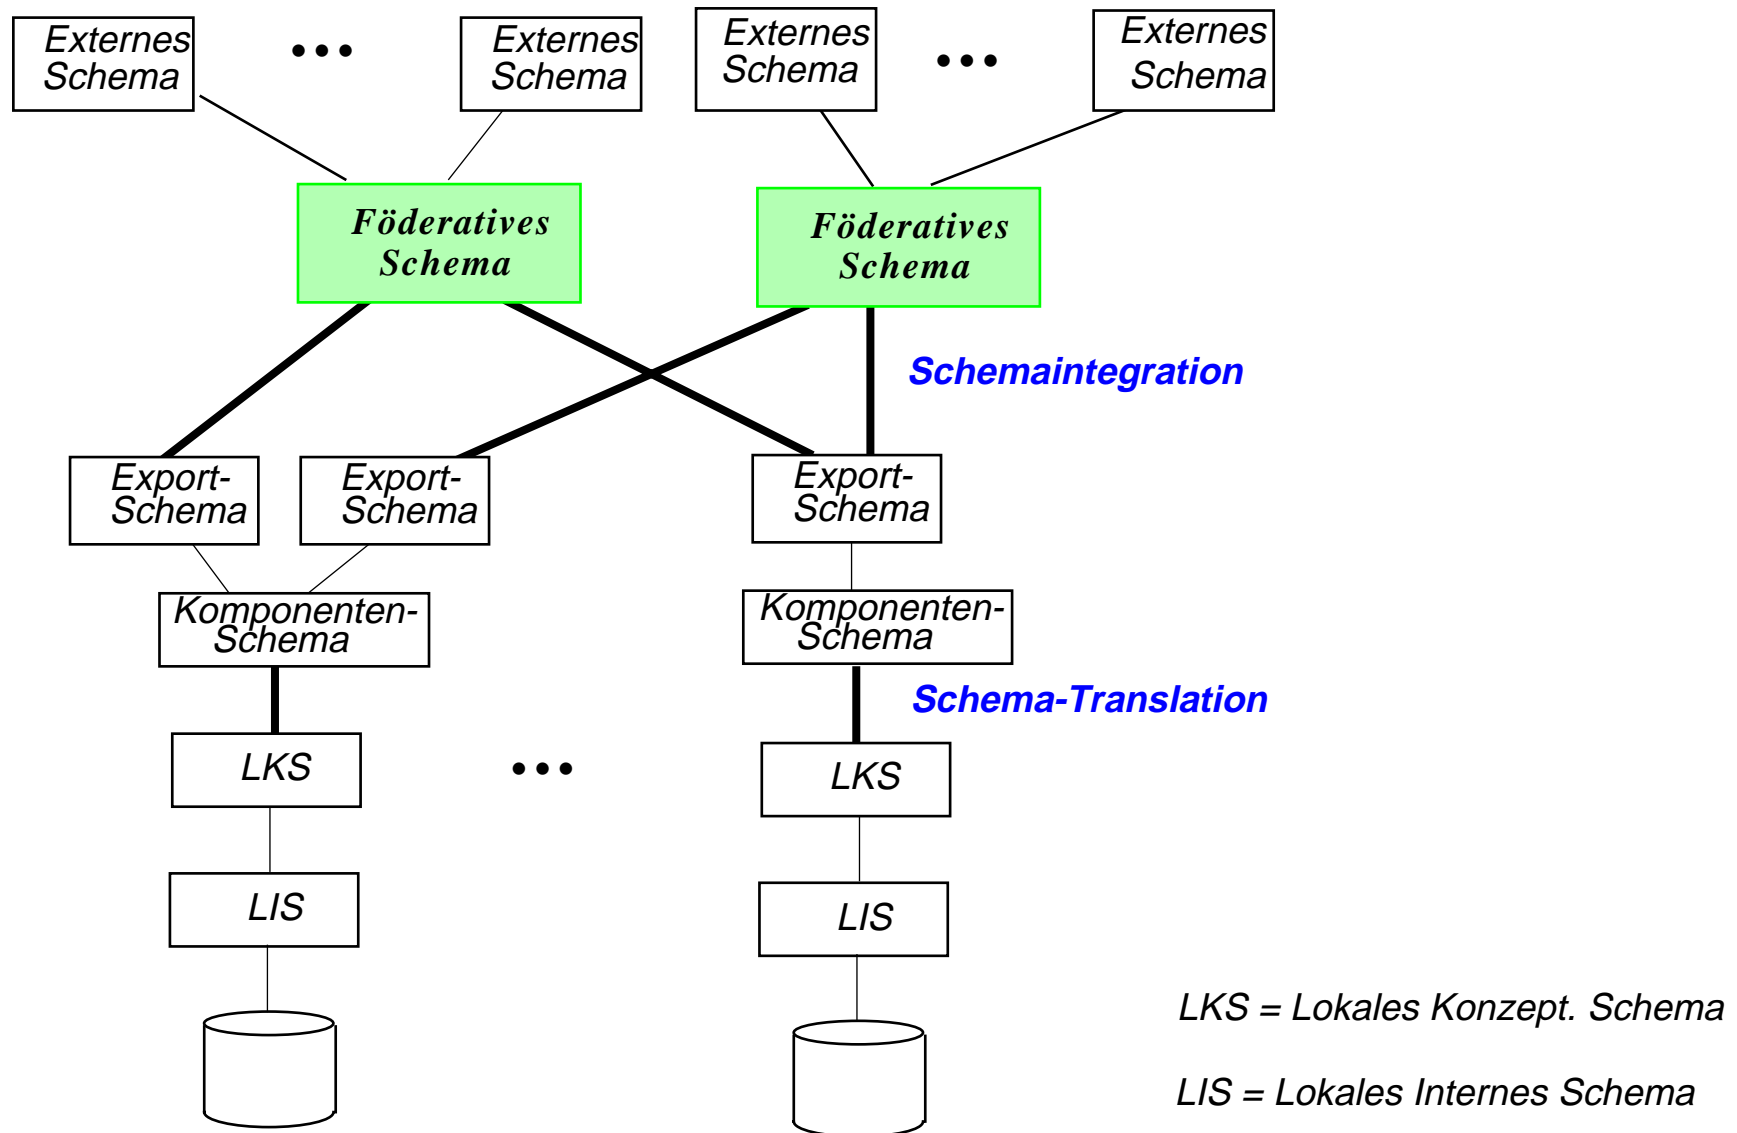 Externes
Schema
Externes
Schema
Externes
Schema
Externes
Schema
Föderatives
Schema
Föderatives
Schema
Schemaintegration
Export-
Schema
Export-
Schema
Export-
Schema
Komponenten-
Schema
Komponenten-
Schema
Schema-Translation
LKS
LKS
LIS
LIS
LKS = Lokales Konzept. Schema
LIS = Lokales Internes Schema